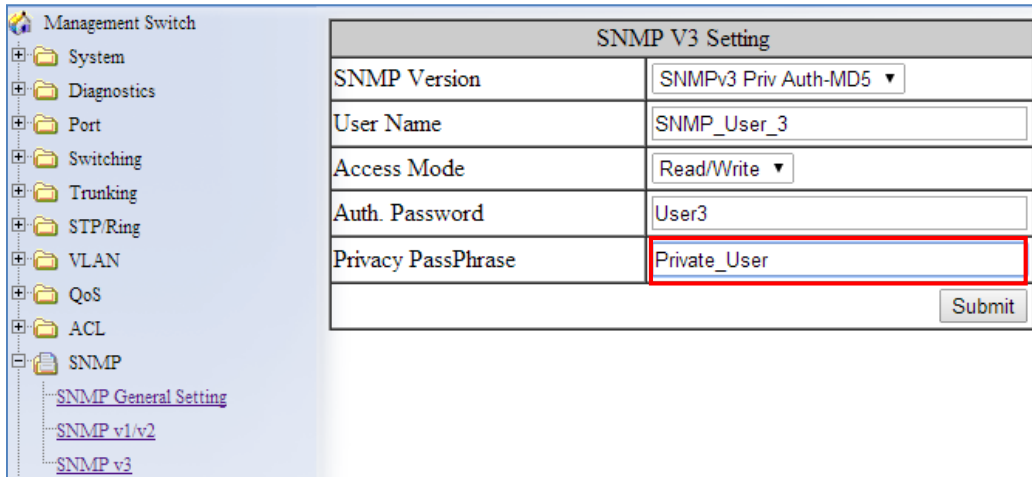 Management Switch
System
Diagnostics
Port
Switching
Trunking
STP/Ring
VLAN
QoS
ACL
SNMP
SNMP General Setting
SNMP v1/v2
SNMP v3
SNMP V3 Setting
SNMP Version SNMPv3 Priv Auth-MD5
User Name SNMP_User_3
Access Mode Read/Write
Auth. Password User3
Privacy PassPhrase Private_User
Submit